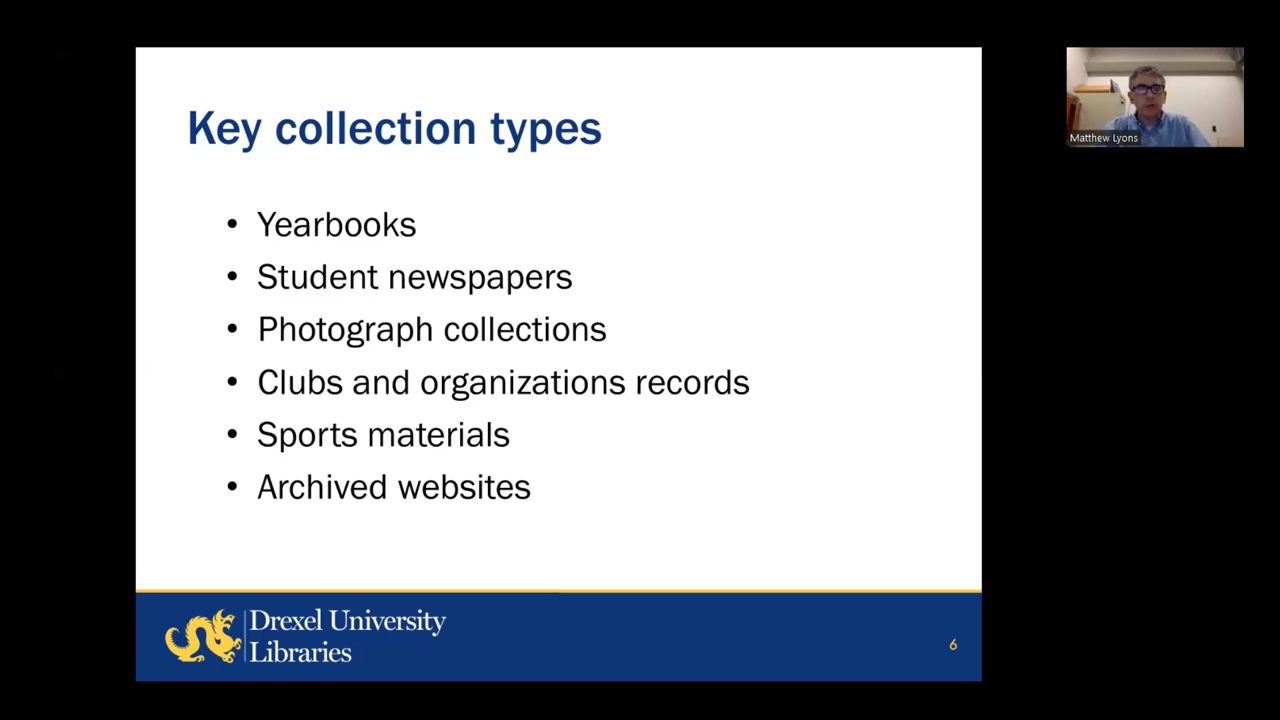 Key collection types
• Yearbooks
• Student newspapers
• Photograph collections
• Clubs and organizations records
• Sports materials
• Archived websites
Drexel University
Libraries
6
Matthew Lyons